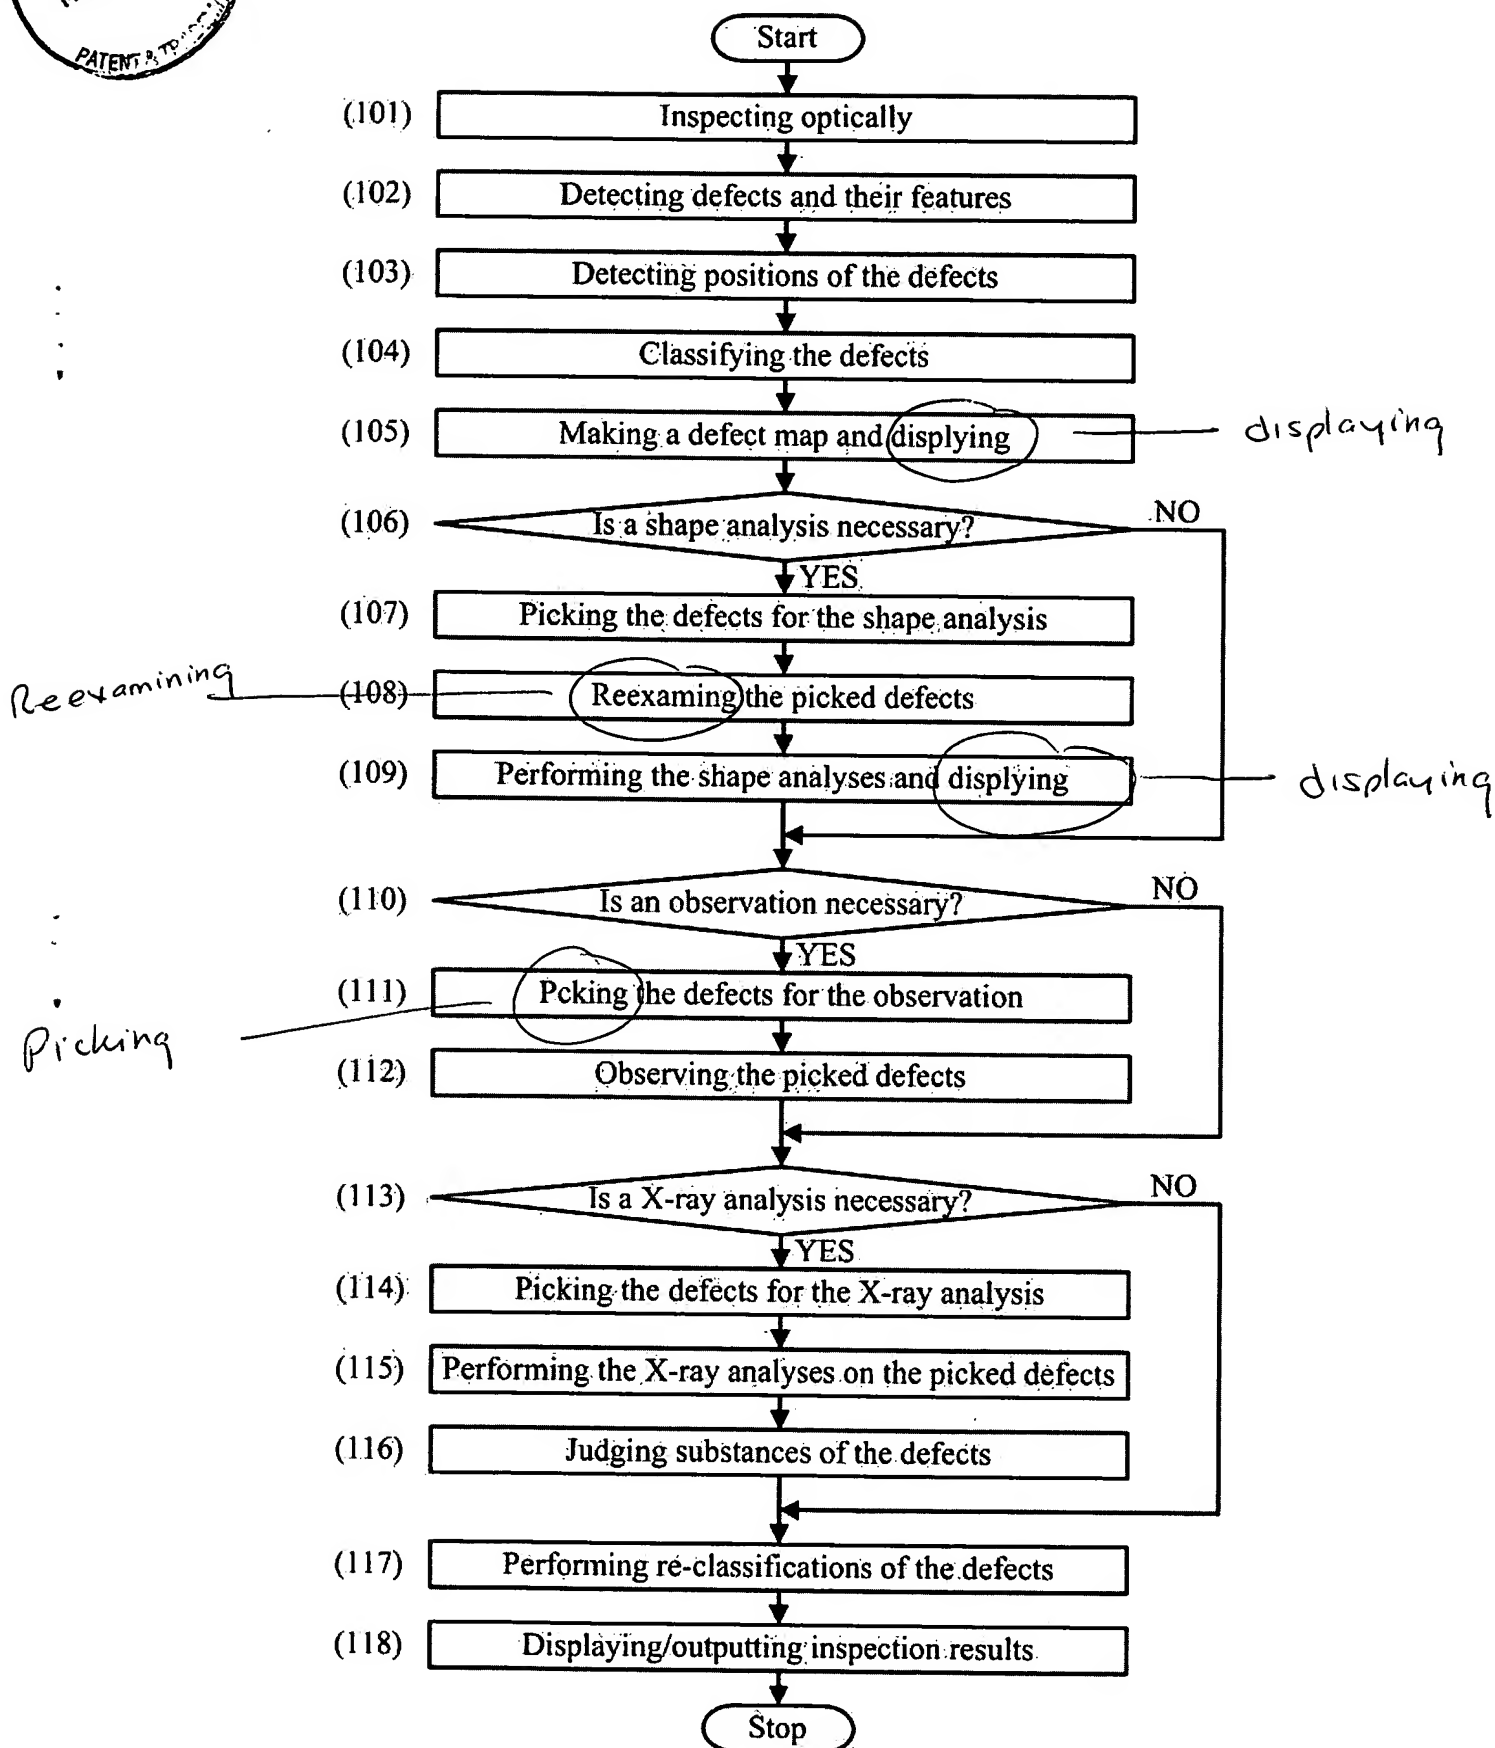 PATENT &
Start
(101) Inspecting optically
(102) Detecting defects and their features
(103) Detecting positions of the defects
(104) Classifying the defects
(105) Making a defect map and displying displaying
(106) Is a shape analysis necessary? NO
YES
(107) Picking the defects for the shape analysis
Reexamining (108) Reexaming the picked defects
(109) Performing the shape analyses and displying displaying
(110) Is an observation necessary? NO
YES
(111) Pcking the defects for the observation
Picking
(112) Observing the picked defects
(113) Is a X-ray analysis necessary? NO
YES
(114) Picking the defects for the X-ray analysis
(115) Performing the X-ray analyses on the picked defects
(116) Judging substances of the defects
(117) Performing re-classifications of the defects
(118) Displaying/outputting inspection results
Stop